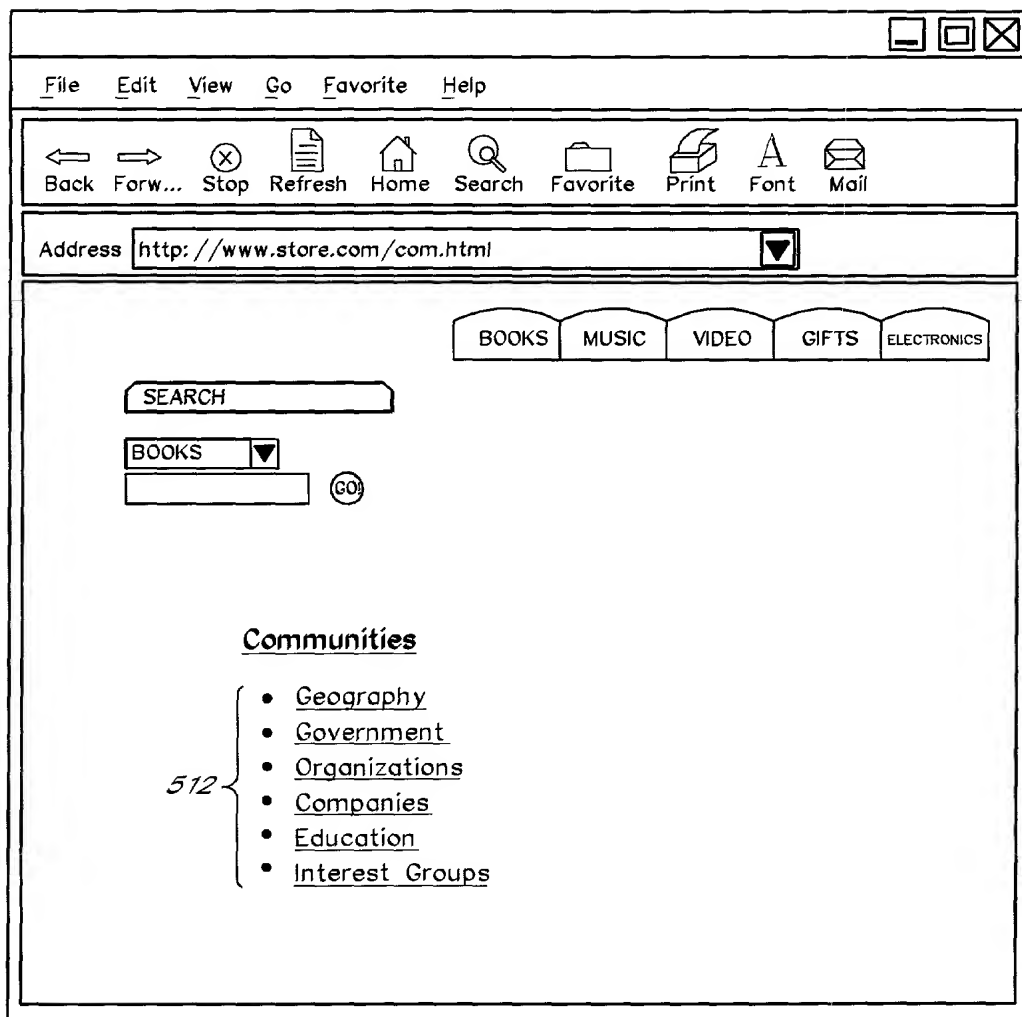 File Edit View Go Favorite Help
Back Forw... Stop Refresh Home Search Favorite Print Font Mail
Address http://www.store.com/com.html
BOOKS MUSIC VIDEO GIFTS ELECTRONICS
SEARCH
BOOKS
GO!
Communities
• Geography
• Government
• Organizations
512
• Companies
• Education
• Interest Groups